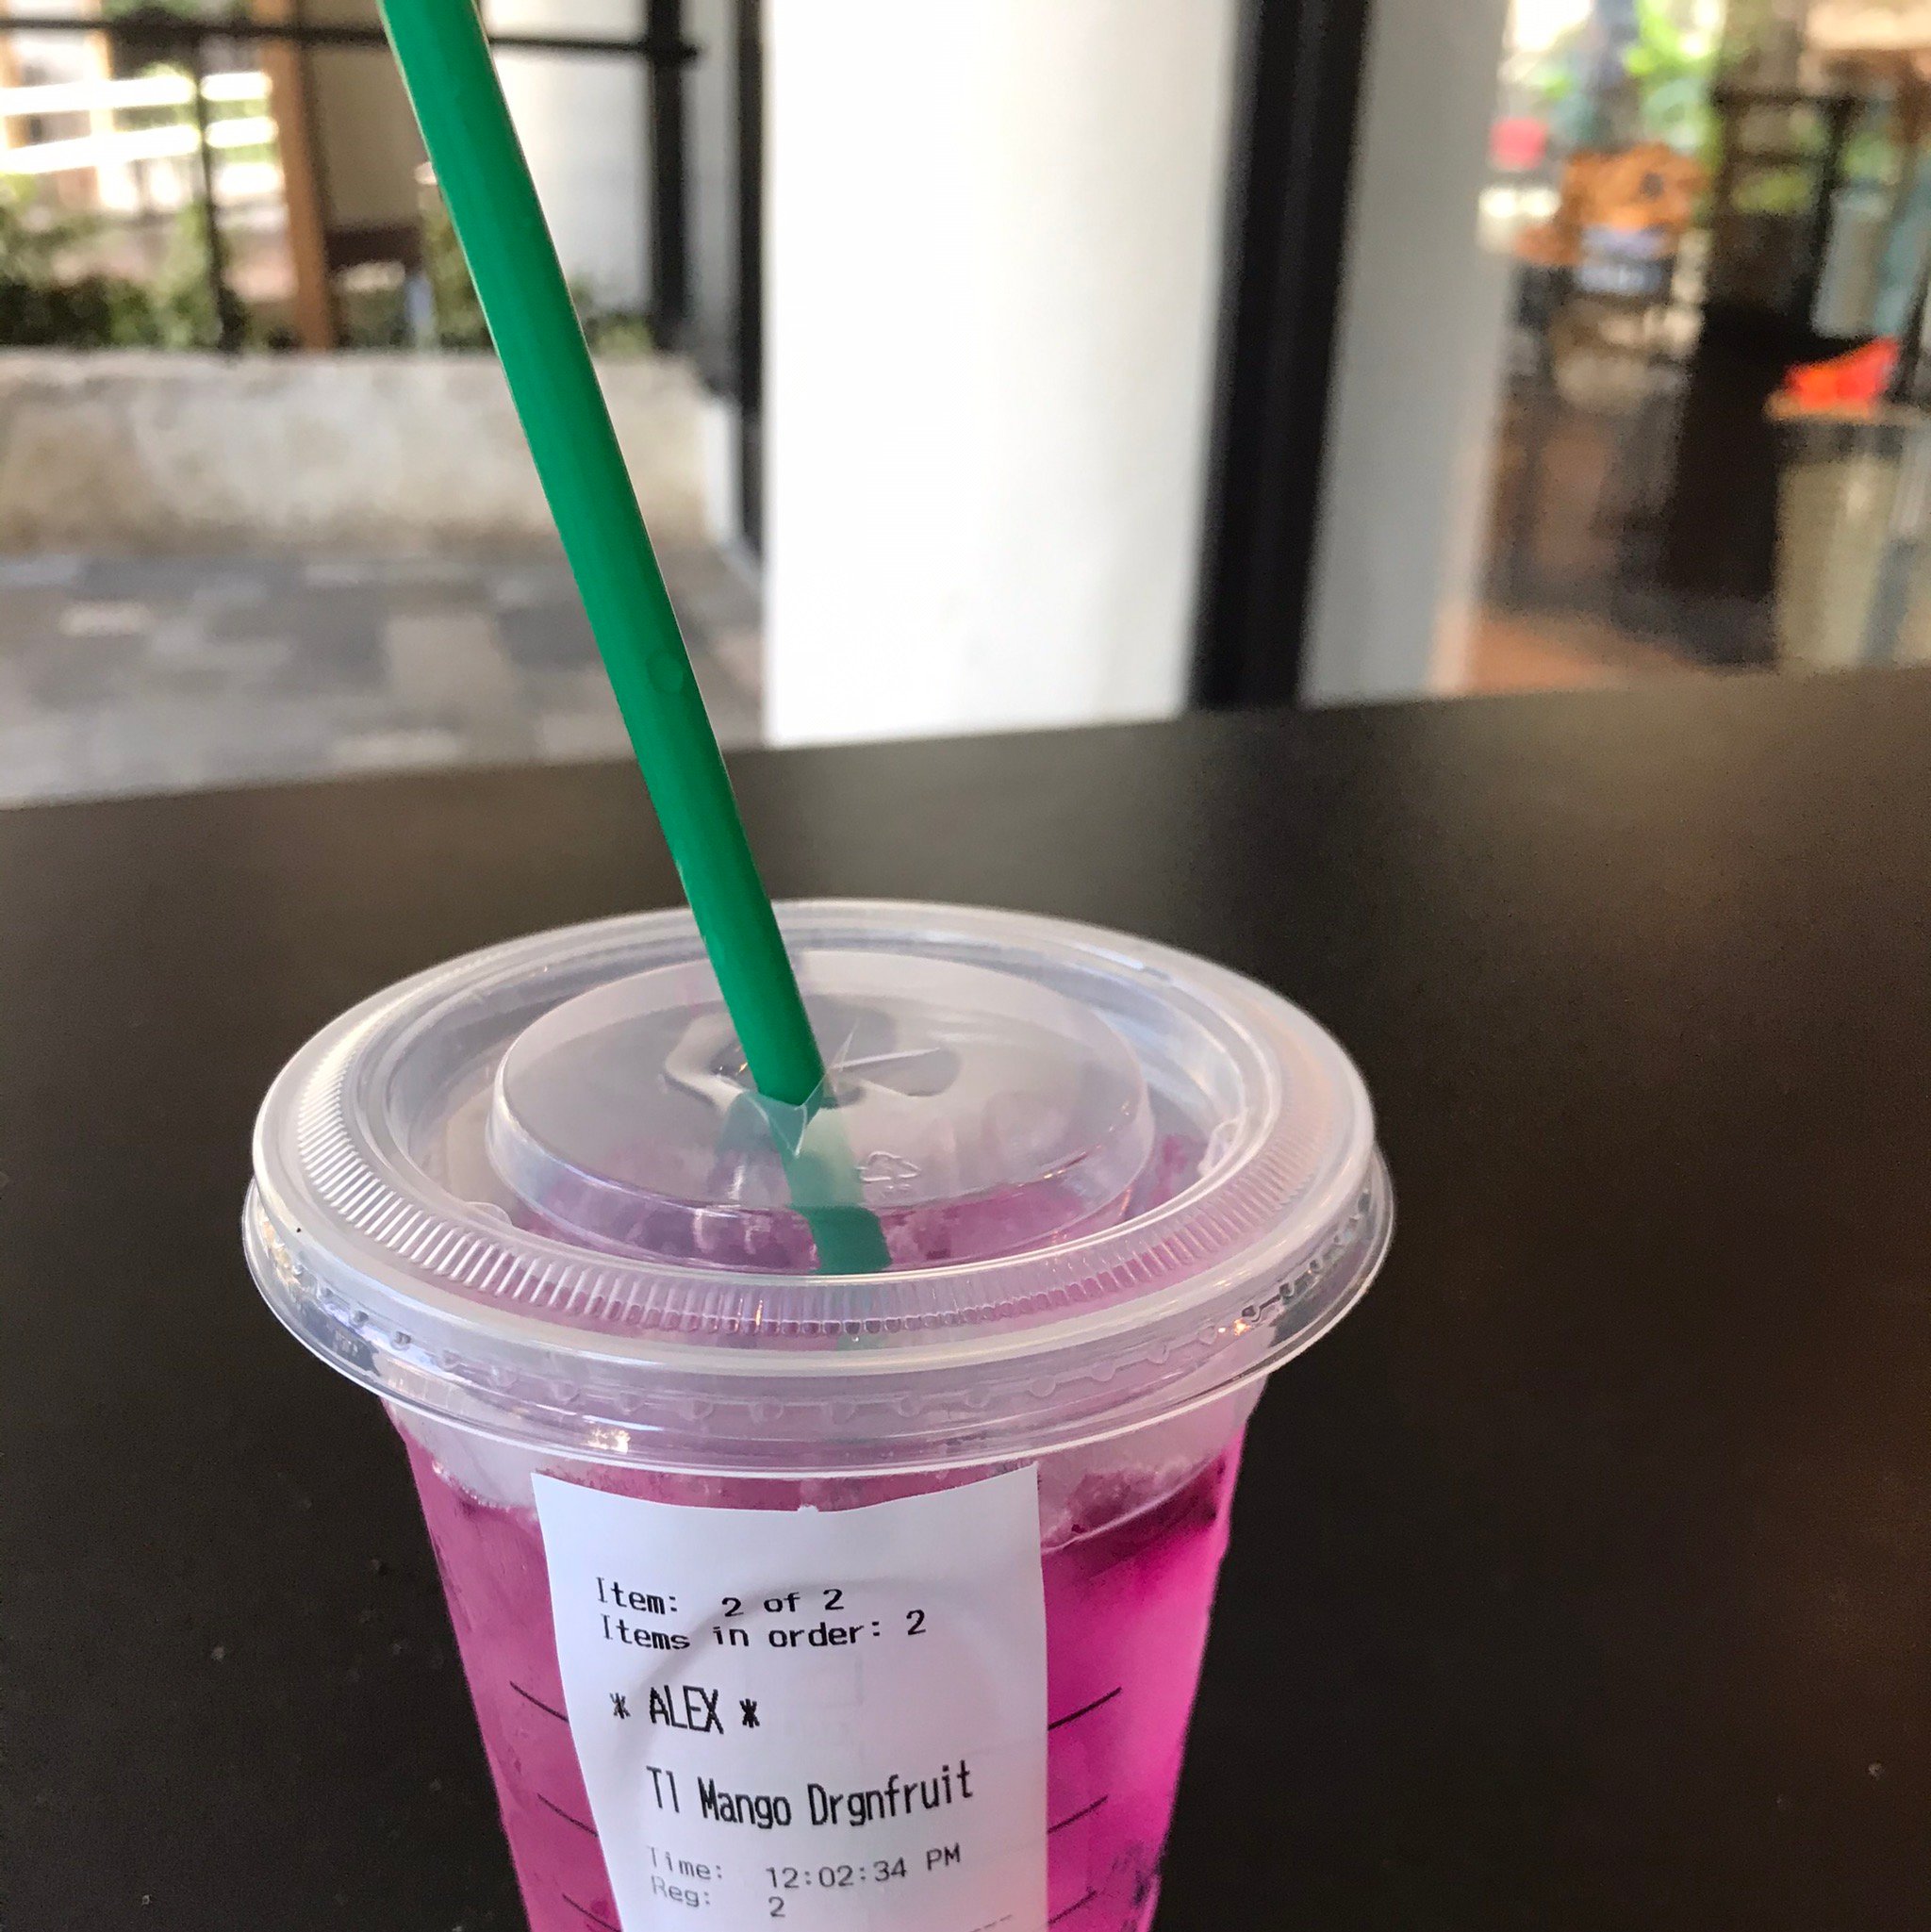 Item: 2 of 2
Items in order: 2
* ALEX *
Tl Mango Drgnfruit
Time: 12:02:34 PM
Reg: 2